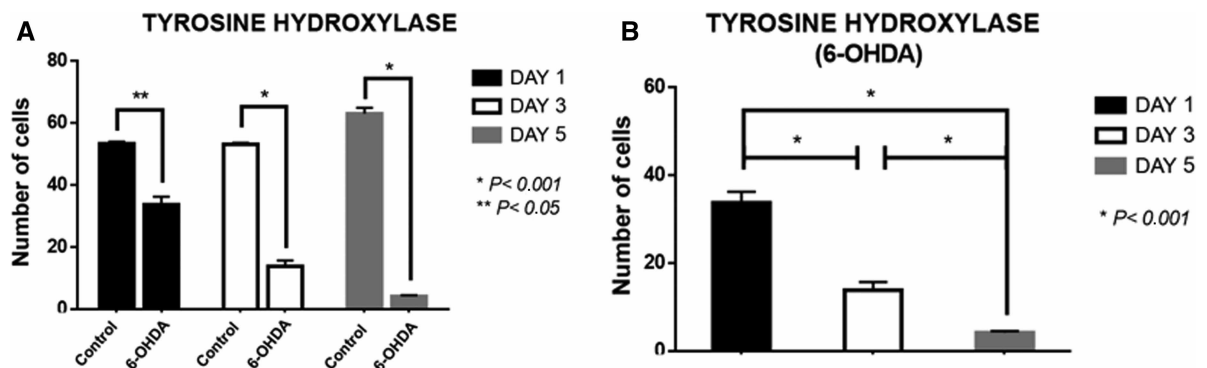 A
TYROSINE HYDROXYLASE
Number of cells
80
60
40
20
0
**
*
*
Control
6-OHDA
Control
6-OHDA
Control
6-OHDA
DAY 1
DAY 3
DAY 5
* P< 0.001
** P< 0.05
B
TYROSINE HYDROXYLASE
(6-OHDA)
Number of cells
60
40
20
0
*
*
*
DAY 1
DAY 3
DAY 5
* P< 0.001